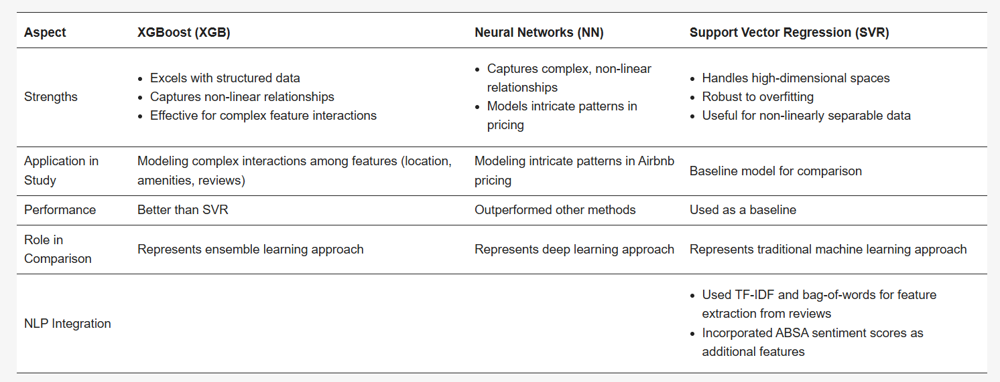 Aspect XGBoost (XGB) Neural Networks (NN) Support Vector Regression (SVR)
Strengths
• Excels with structured data
• Captures non-linear relationships
• Effective for complex feature interactions
• Captures complex, non-linear
relationships
• Models intricate patterns in
pricing
• Handles high-dimensional spaces
• Robust to overfitting
• Useful for non-linearly separable data
Application in
Study
Modeling complex interactions among features (location,
amenities, reviews)
Modeling intricate patterns in Airbnb
pricing
Baseline model for comparison
Performance Better than SVR Outperformed other methods Used as a baseline
Role in
Comparison
Represents ensemble learning approach
Represents deep learning approach
Represents traditional machine learning approach
NLP Integration
• Used TF-IDF and bag-of-words for feature
extraction from reviews
• Incorporated ABSA sentiment scores as
additional features